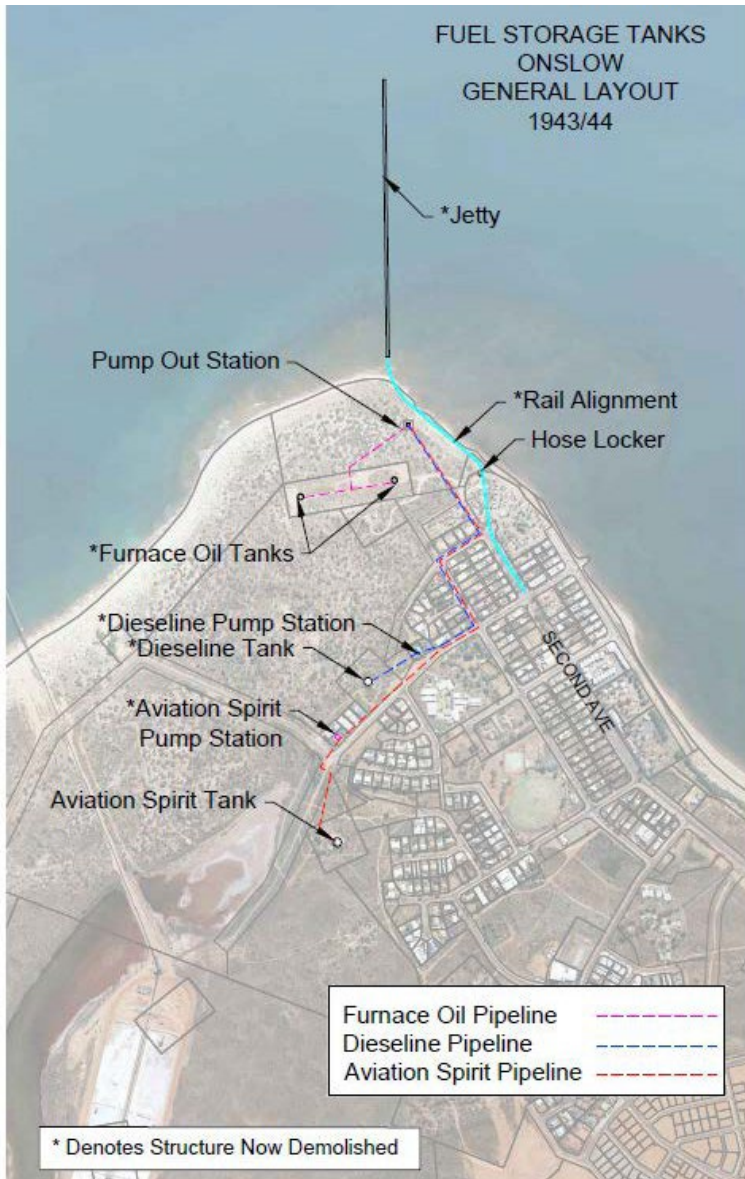 FUEL STORAGE TANKS
ONSLOW
GENERAL LAYOUT
1943/44
*Jetty
Pump Out Station
*Rail Alignment
Hose Locker
*Furnace Oil Tanks
*Dieseline Pump Station
*Dieseline Tank
SECOND AVE
*Aviation Spirit
Pump Station
Aviation Spirit Tank
Furnace Oil Pipeline
Dieseline Pipeline
Aviation Spirit Pipeline
* Denotes Structure Now Demolished